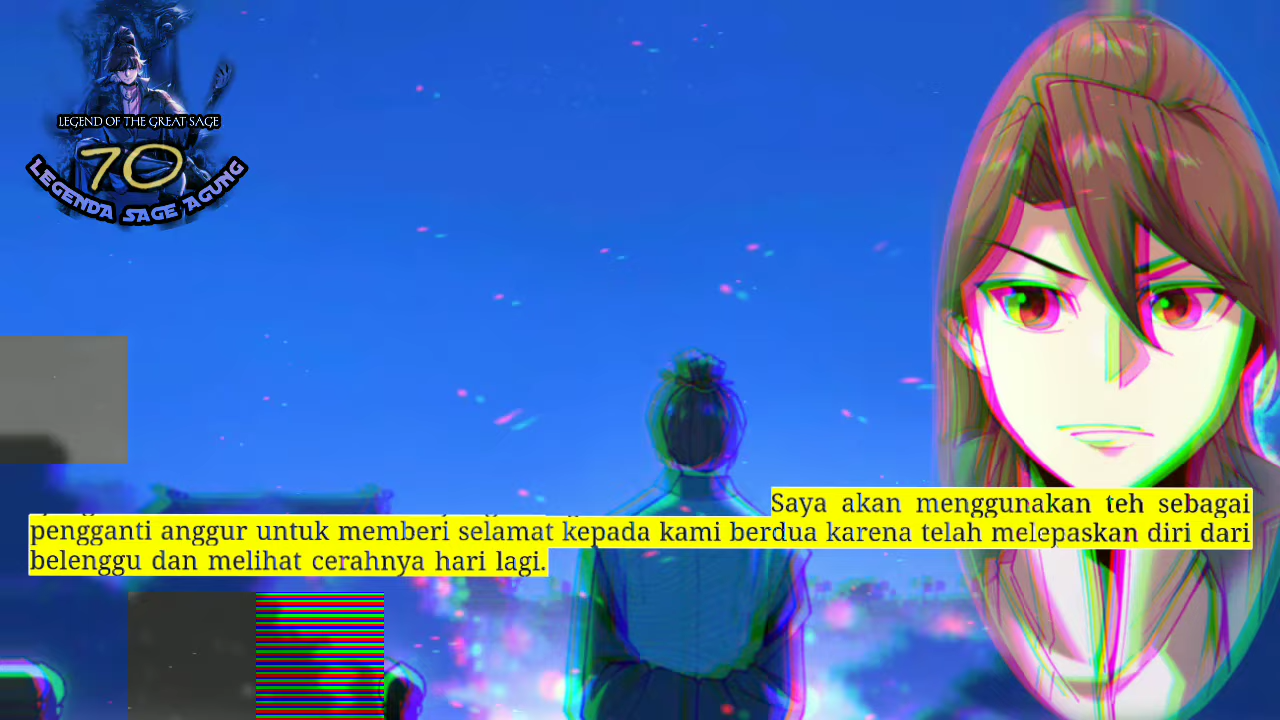 LEGEND OF THE GREAT SAGE
70
LEGENDA SAGE AGUNG
Saya akan menggunakan teh sebagai
pengganti anggur untuk memberi selamat kepada kami berdua karena telah melepaskan diri dari
belenggu dan melihat cerahnya hari lagi.